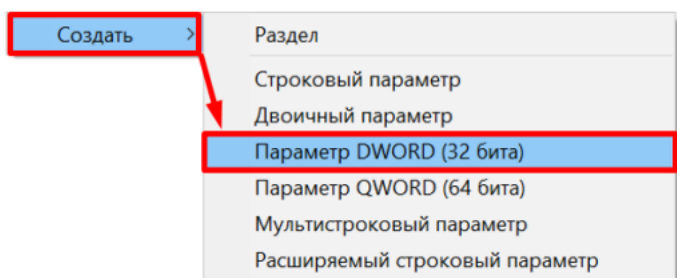 Создать
Раздел
Строковый параметр
Двоичный параметр
Параметр DWORD (32 бита)
Параметр QWORD (64 бита)
Мультистроковый параметр
Расширяемый строковый параметр